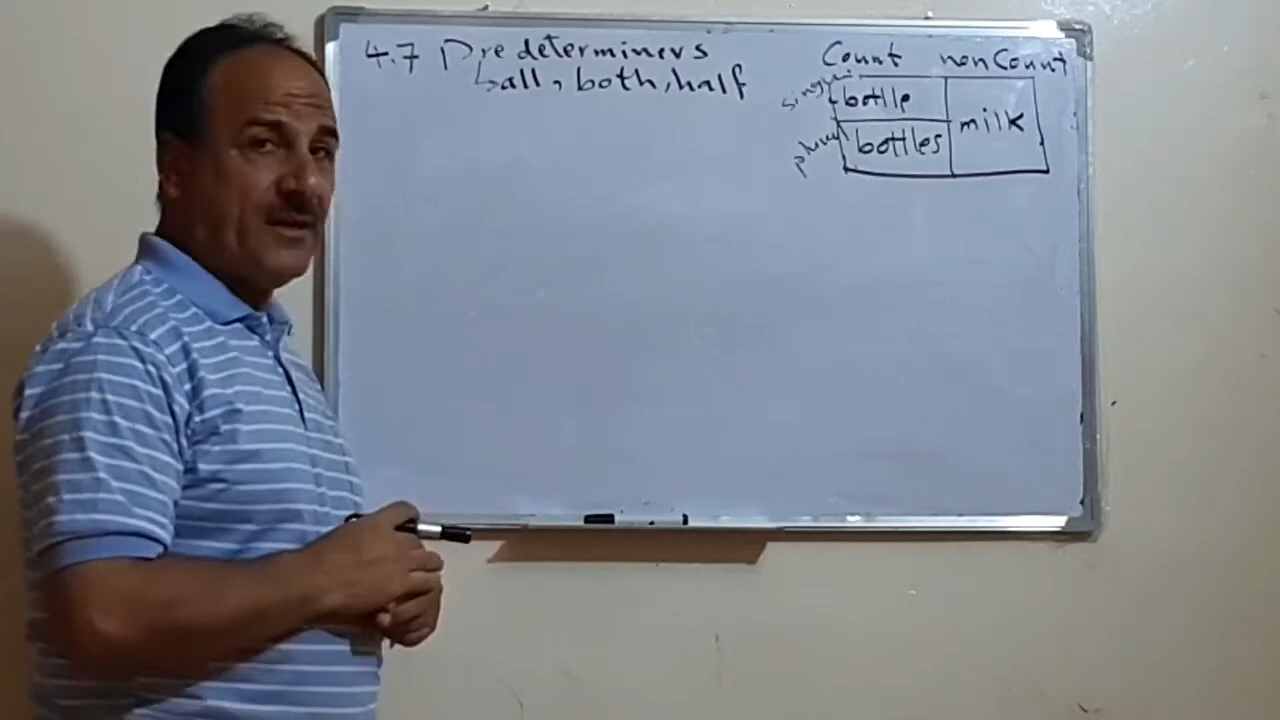 4.7 Predeterminers
all, both, half
Count nonCount
singular bottle
milk
plural bottles